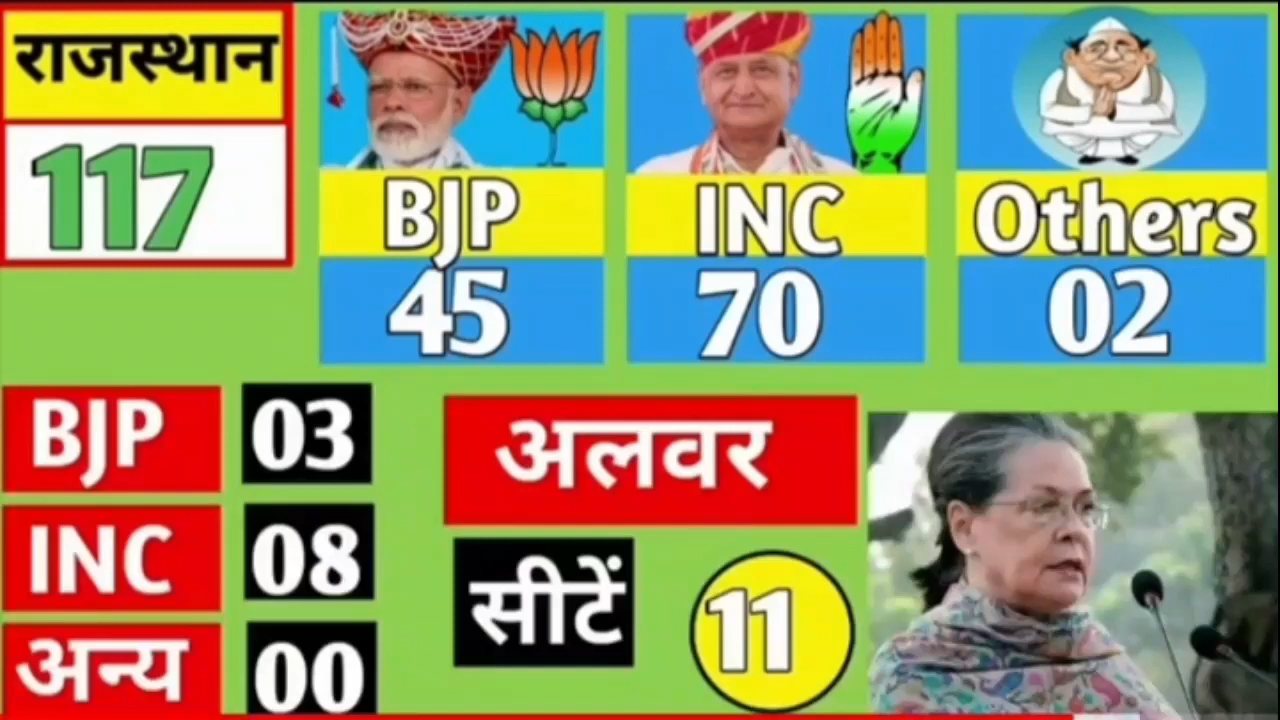 राजस्थान
117
BJP
45
INC
70
Others
02
BJP 03
INC 08
अन्य 00
अलवर
सीटें 11